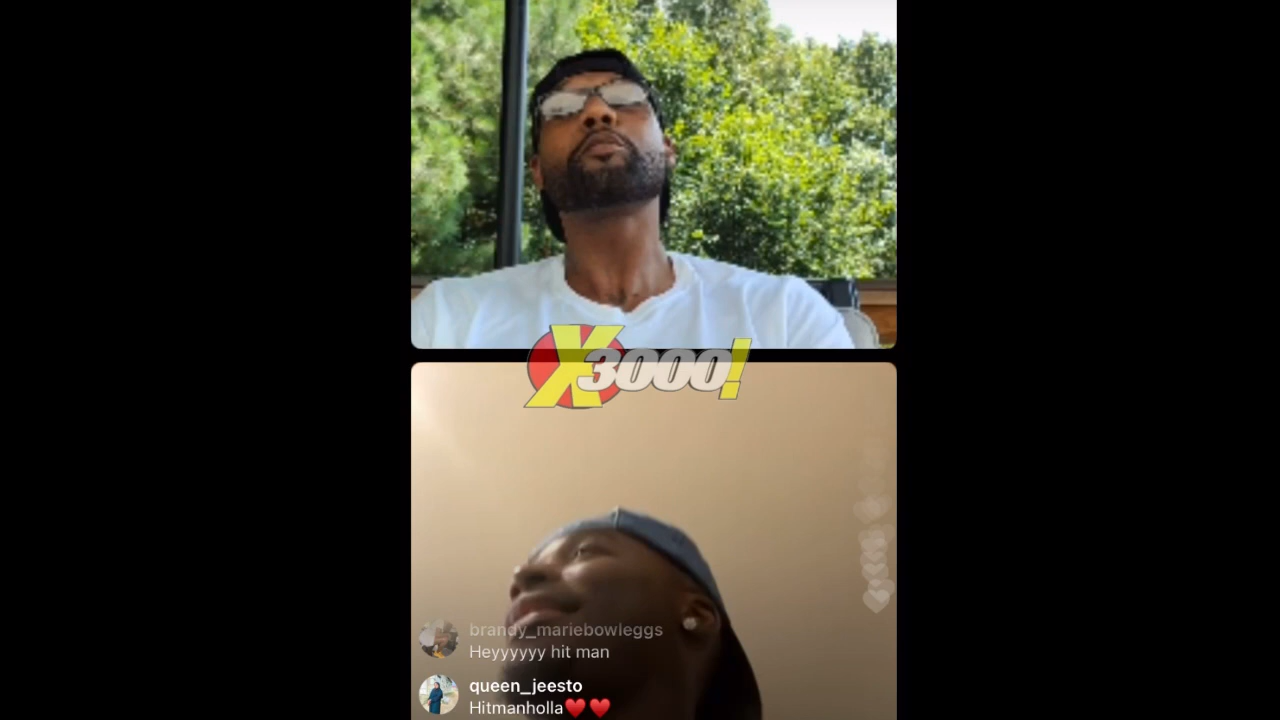 X3000!
brandy_mariebowleggs
Heyyyyyy hit man
queen_jeesto
Hitmanholla❤️❤️